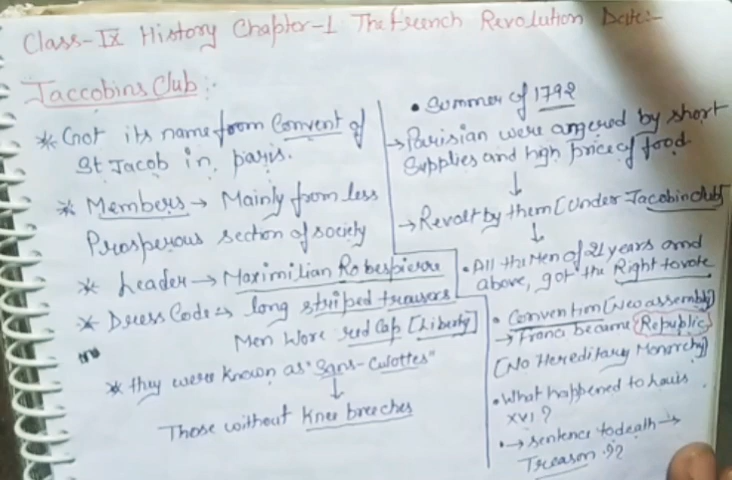 Class-IX History Chapter-1 The French Revolution Date:-
Jaccobins Club:-
* Got its name from Convent of
St Jacob in paris.
* Members → Mainly from less
Prosperous section of society
* Leader → Maximilian Robespierre
* Dress Code → long striped trausers
Men Wore red Cap [Liberty]
* they were known as "Sans-Culottes"
↓
Those without Knee breeches
• Summer of 1792
→ Parisian were angered by short
Supplies and high price of food
↓
→ Revolt by them [Under Jacobin club]
↓
• All the Men of 21 years and
above, got the Right to vote
• Convention [New assembly]
→ Franc became Republic
[No Hereditary Monarchy]
• What happened to Louis
XVI?
• → sentence to death →
Treason